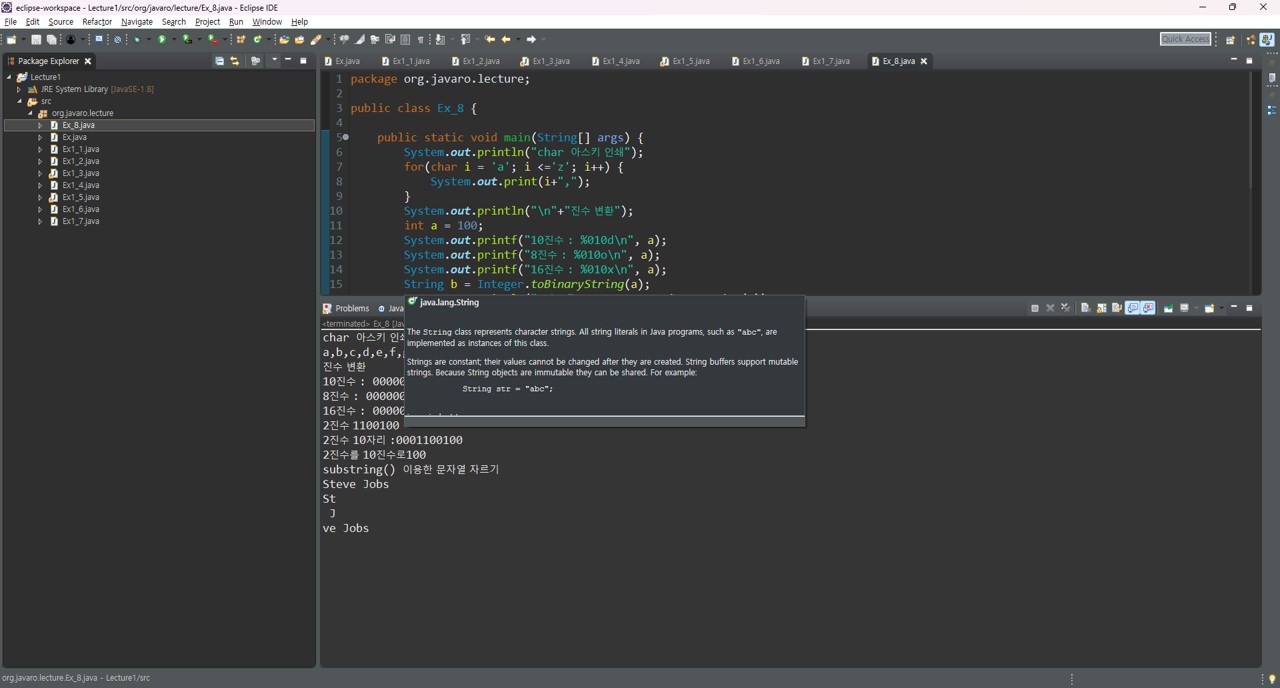 eclipse-workspace - Lecture1/src/org/javaro/lecture/Ex_8.java - Eclipse IDE
File Edit Source Refactor Navigate Search Project Run Window Help
Quick Access
Package Explorer
Lecture1
JRE System Library [JavaSE-1.8]
src
org.javaro.lecture
Ex_8.java
Ex.java
Ex1_1.java
Ex1_2.java
Ex1_3.java
Ex1_4.java
Ex1_5.java
Ex1_6.java
Ex1_7.java
Ex.java Ex1_1.java Ex1_2.java Ex1_3.java Ex1_4.java Ex1_5.java Ex1_6.java Ex1_7.java Ex_8.java
1 package org.javaro.lecture;
2
3 public class Ex_8 {
4
5 public static void main(String[] args) {
6 System.out.println("char 아스키 인쇄");
7 for(char i = 'a'; i <='z'; i++) {
8 System.out.print(i+",");
9 }
10 System.out.println("\n"+"진수 변환");
11 int a = 100;
12 System.out.printf("10진수 : %010d\n", a);
13 System.out.printf("8진수 : %010o\n", a);
14 System.out.printf("16진수 : %010x\n", a);
15 String b = Integer.toBinaryString(a);
Problems Java
<terminated> Ex_8 [Jav
char 아스키 인쇄
a,b,c,d,e,f,
진수 변환
10진수 : 00000
8진수 : 000000
16진수 : 00000
2진수 1100100
2진수 10자리 :0001100100
2진수를 10진수로100
substring() 이용한 문자열 자르기
Steve Jobs
St
J
ve Jobs
java.lang.String
The String class represents character strings. All string literals in Java programs, such as "abc", are
implemented as instances of this class.
Strings are constant; their values cannot be changed after they are created. String buffers support mutable
strings. Because String objects are immutable they can be shared. For example:
String str = "abc";
org.javaro.lecture.Ex_8.java - Lecture1/src